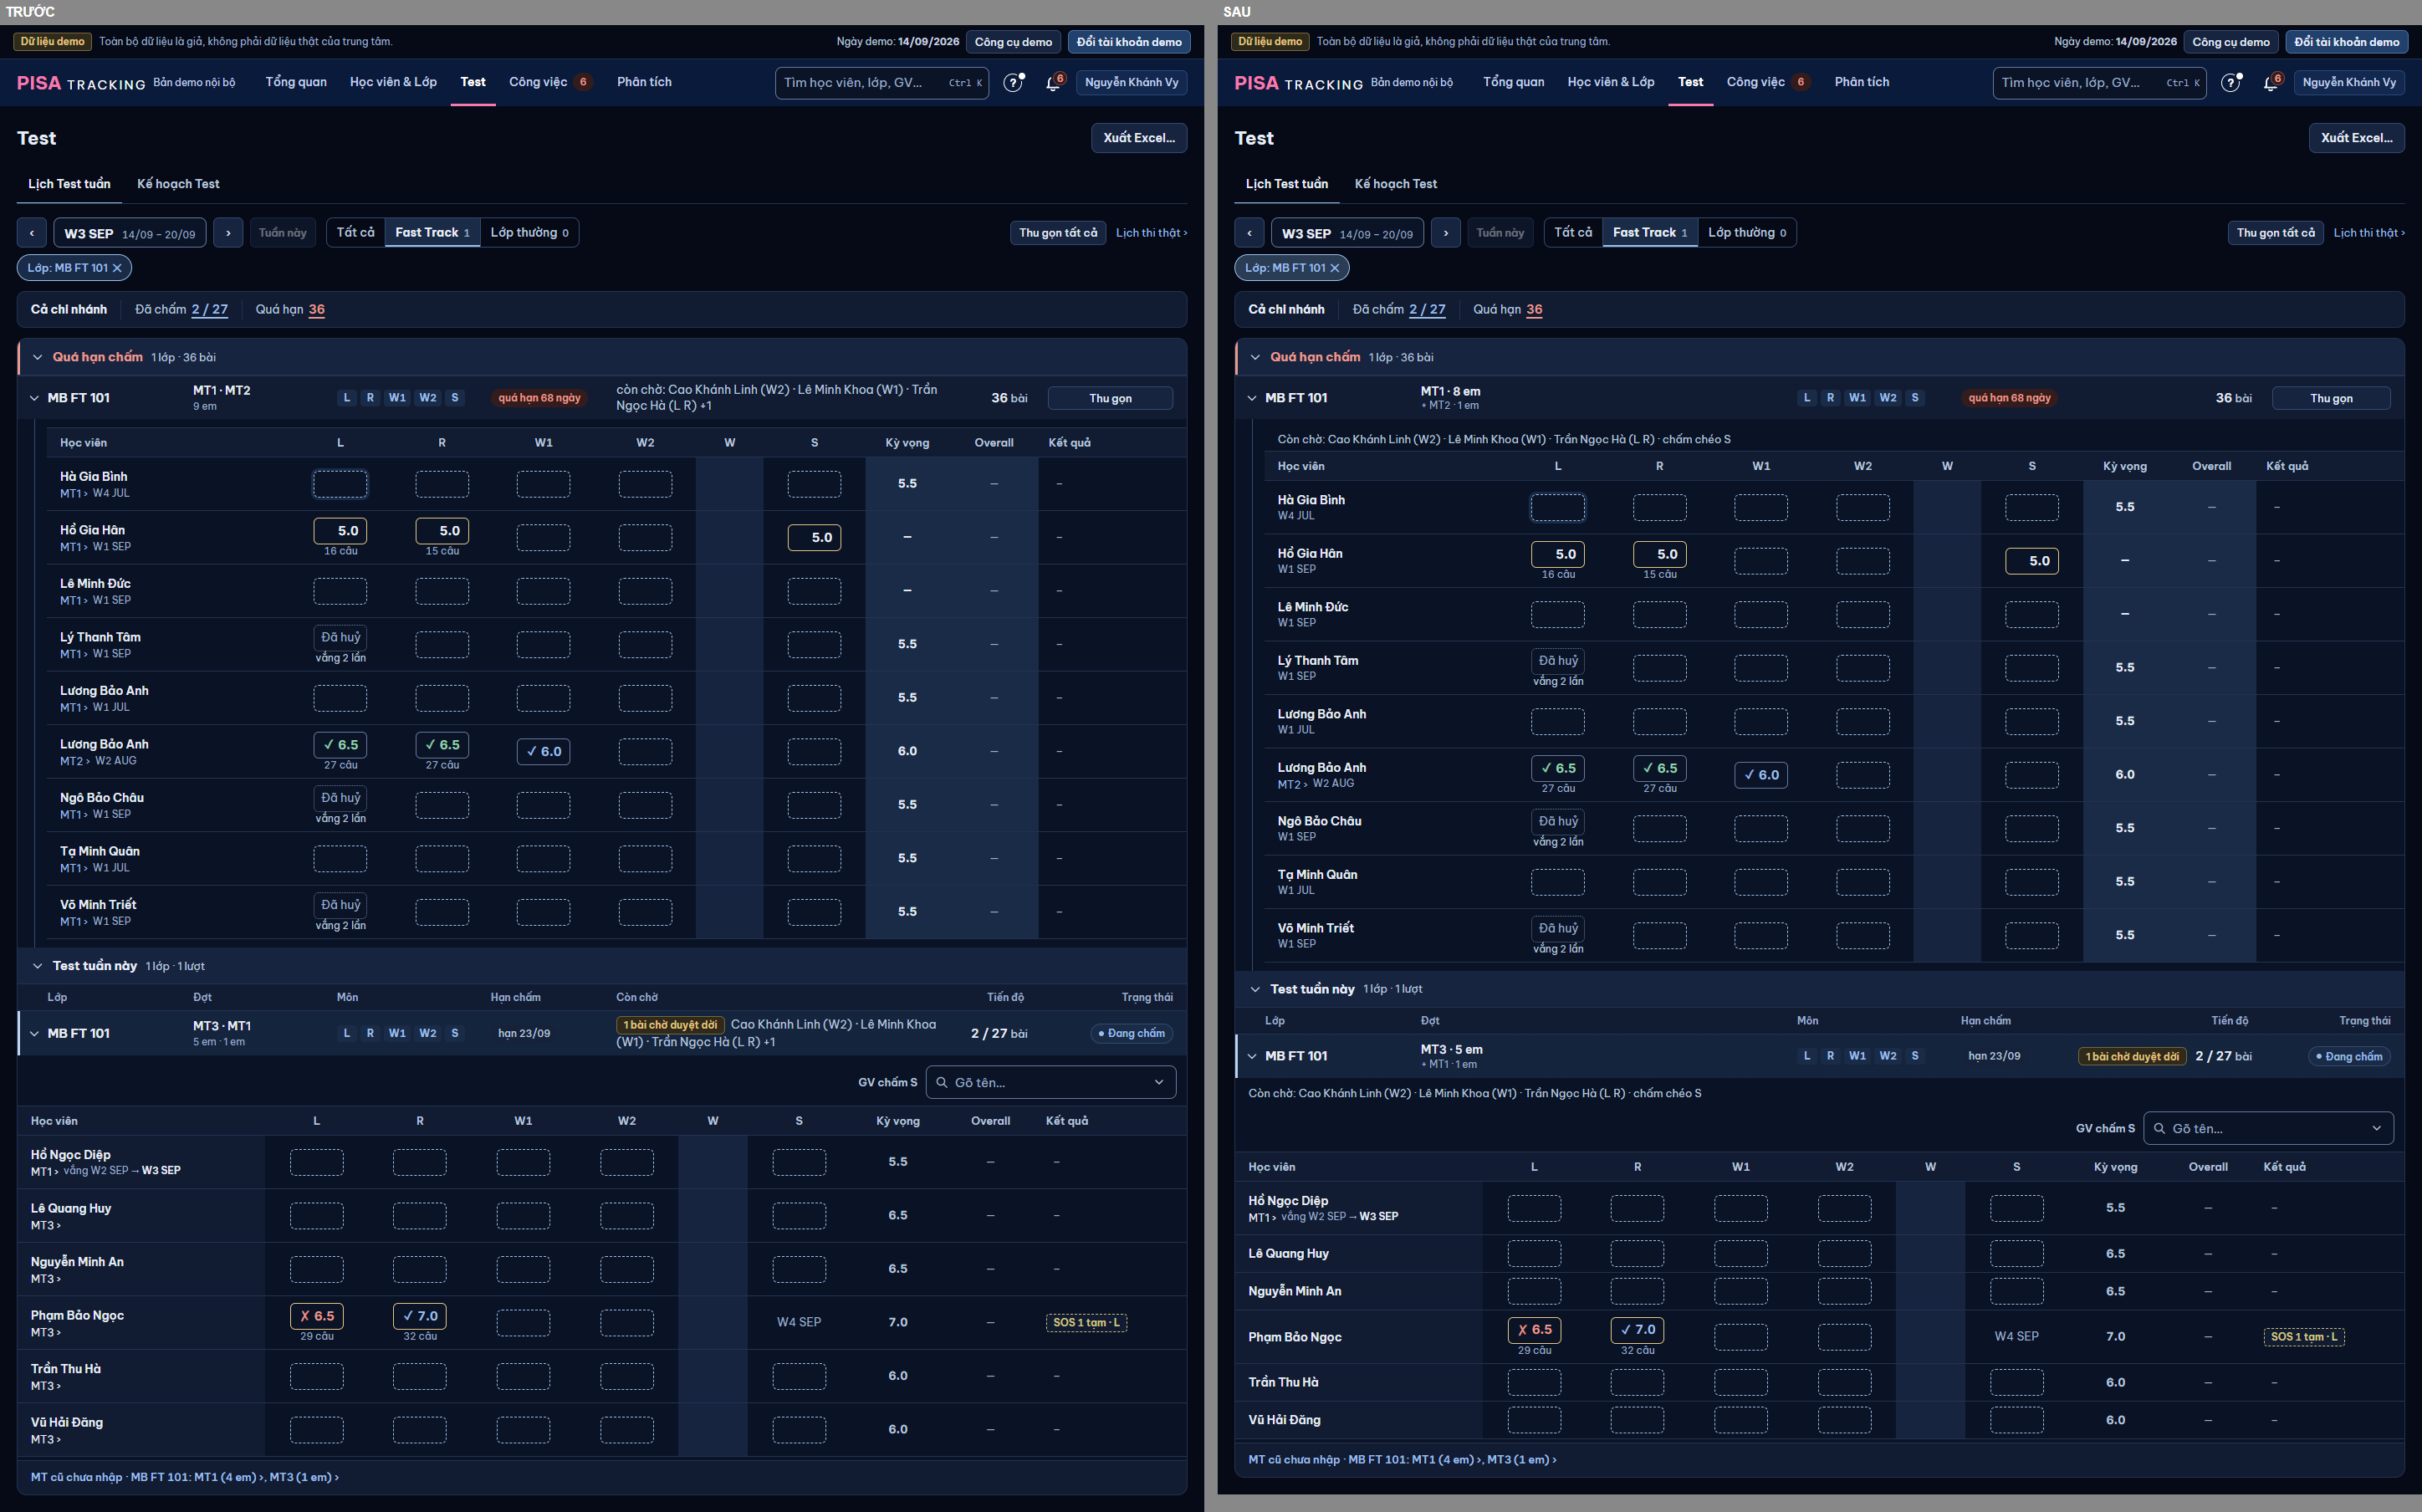 TRƯỚC
Dữ liệu demo Toàn bộ dữ liệu là giả, không phải dữ liệu thật của trung tâm. Ngày demo: 14/09/2026 Công cụ demo Đổi tài khoản demo
PISA TRACKING Bản demo nội bộ Tổng quan Học viên & Lớp Test Công việc 6 Phân tích Tìm học viên, lớp, GV... Ctrl K ? 6 Nguyễn Khánh Vy
Test Xuất Excel...
Lịch Test tuần Kế hoạch Test
‹ W3 SEP 14/09 – 20/09 › Tuần này Tất cả Fast Track 1 Lớp thường 0 Thu gọn tất cả Lịch thi thật ›
Lớp: MB FT 101 ✕
Cả chi nhánh Đã chấm 2 / 27 Quá hạn 36
Quá hạn chấm 1 lớp · 36 bài
MB FT 101 MT1 · MT2 L R W1 W2 S quá hạn 68 ngày còn chờ: Cao Khánh Linh (W2) · Lê Minh Khoa (W1) · Trần 36 bài Thu gọn
9 em Ngọc Hà (L R) +1
Học viên L R W1 W2 W S Kỳ vọng Overall Kết quả
Hà Gia Bình 5.5 — –
MT1 › W4 JUL
Hồ Gia Hân 5.0 5.0 5.0 — — –
MT1 › W1 SEP 16 câu 15 câu
Lê Minh Đức — — –
MT1 › W1 SEP
Lý Thanh Tâm Đã huỷ 5.5 — –
MT1 › W1 SEP vắng 2 lần
Lương Bảo Anh 5.5 — –
MT1 › W1 JUL
Lương Bảo Anh ✓ 6.5 ✓ 6.5 ✓ 6.0 6.0 — –
MT2 › W2 AUG 27 câu 27 câu
Ngô Bảo Châu Đã huỷ 5.5 — –
MT1 › W1 SEP vắng 2 lần
Tạ Minh Quân 5.5 — –
MT1 › W1 JUL
Võ Minh Triết Đã huỷ 5.5 — –
MT1 › W1 SEP vắng 2 lần
Test tuần này 1 lớp · 1 lượt
Lớp Đợt Môn Hạn chấm Còn chờ Tiến độ Trạng thái
MB FT 101 MT3 · MT1 L R W1 W2 S hạn 23/09 1 bài chờ duyệt dời Cao Khánh Linh (W2) · Lê Minh Khoa 2 / 27 bài • Đang chấm
5 em · 1 em (W1) · Trần Ngọc Hà (L R) +1
GV chấm S Gõ tên...
Học viên L R W1 W2 W S Kỳ vọng Overall Kết quả
Hồ Ngọc Diệp 5.5 — –
MT1 › vắng W2 SEP → W3 SEP
Lê Quang Huy 6.5 — –
MT3 ›
Nguyễn Minh An 6.5 — –
MT3 ›
Phạm Bảo Ngọc ✗ 6.5 ✓ 7.0 W4 SEP 7.0 — SOS 1 tạm · L
MT3 › 29 câu 32 câu
Trần Thu Hà 6.0 — –
MT3 ›
Vũ Hải Đăng 6.0 — –
MT3 ›
MT cũ chưa nhập · MB FT 101: MT1 (4 em) ›, MT3 (1 em) ›
SAU
Dữ liệu demo Toàn bộ dữ liệu là giả, không phải dữ liệu thật của trung tâm. Ngày demo: 14/09/2026 Công cụ demo Đổi tài khoản demo
PISA TRACKING Bản demo nội bộ Tổng quan Học viên & Lớp Test Công việc 6 Phân tích Tìm học viên, lớp, GV... Ctrl K ? 6 Nguyễn Khánh Vy
Test Xuất Excel...
Lịch Test tuần Kế hoạch Test
‹ W3 SEP 14/09 – 20/09 › Tuần này Tất cả Fast Track 1 Lớp thường 0 Thu gọn tất cả Lịch thi thật ›
Lớp: MB FT 101 ✕
Cả chi nhánh Đã chấm 2 / 27 Quá hạn 36
Quá hạn chấm 1 lớp · 36 bài
MB FT 101 MT1 · 8 em L R W1 W2 S quá hạn 68 ngày 36 bài Thu gọn
+ MT2 · 1 em
Còn chờ: Cao Khánh Linh (W2) · Lê Minh Khoa (W1) · Trần Ngọc Hà (L R) · chấm chéo S
Học viên L R W1 W2 W S Kỳ vọng Overall Kết quả
Hà Gia Bình 5.5 — –
W4 JUL
Hồ Gia Hân 5.0 5.0 5.0 — — –
W1 SEP 16 câu 15 câu
Lê Minh Đức — — –
W1 SEP
Lý Thanh Tâm Đã huỷ 5.5 — –
W1 SEP vắng 2 lần
Lương Bảo Anh 5.5 — –
W1 JUL
Lương Bảo Anh ✓ 6.5 ✓ 6.5 ✓ 6.0 6.0 — –
MT2 › W2 AUG 27 câu 27 câu
Ngô Bảo Châu Đã huỷ 5.5 — –
W1 SEP vắng 2 lần
Tạ Minh Quân 5.5 — –
W1 JUL
Võ Minh Triết Đã huỷ 5.5 — –
W1 SEP vắng 2 lần
Test tuần này 1 lớp · 1 lượt
Lớp Đợt Môn Hạn chấm Tiến độ Trạng thái
MB FT 101 MT3 · 5 em L R W1 W2 S hạn 23/09 1 bài chờ duyệt dời 2 / 27 bài • Đang chấm
+ MT1 · 1 em
Còn chờ: Cao Khánh Linh (W2) · Lê Minh Khoa (W1) · Trần Ngọc Hà (L R) · chấm chéo S
GV chấm S Gõ tên...
Học viên L R W1 W2 W S Kỳ vọng Overall Kết quả
Hồ Ngọc Diệp 5.5 — –
MT1 › vắng W2 SEP → W3 SEP
Lê Quang Huy 6.5 — –
Nguyễn Minh An 6.5 — –
Phạm Bảo Ngọc ✗ 6.5 ✓ 7.0 W4 SEP 7.0 — SOS 1 tạm · L
29 câu 32 câu
Trần Thu Hà 6.0 — –
Vũ Hải Đăng 6.0 — –
MT cũ chưa nhập · MB FT 101: MT1 (4 em) ›, MT3 (1 em) ›